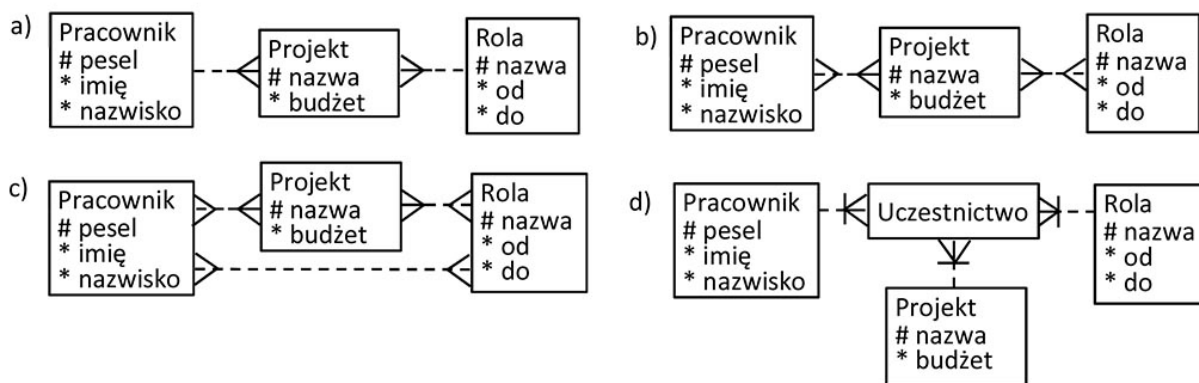 a)
Pracownik
# pesel
* imię
* nazwisko
Projekt
# nazwa
* budżet
Rola
# nazwa
* od
* do
b)
Pracownik
# pesel
* imię
* nazwisko
Projekt
# nazwa
* budżet
Rola
# nazwa
* od
* do
c)
Pracownik
# pesel
* imię
* nazwisko
Projekt
# nazwa
* budżet
Rola
# nazwa
* od
* do
d)
Pracownik
# pesel
* imię
* nazwisko
Uczestnictwo
Rola
# nazwa
* od
* do
Projekt
# nazwa
* budżet